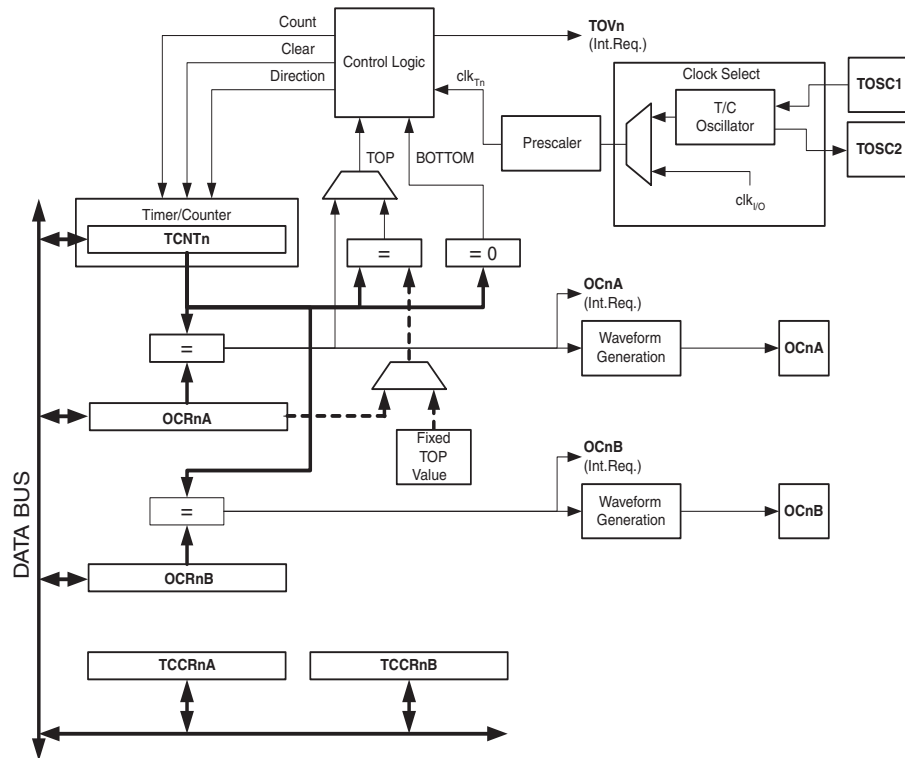 Count
Clear
Direction
Control Logic
TOVn
(Int.Req.)
clkTn
Clock Select
T/C
Oscillator
TOSC1
TOSC2
Prescaler
clkI/O
TOP
BOTTOM
Timer/Counter
TCNTn
=
= 0
OCnA
(Int.Req.)
=
Waveform
Generation
OCnA
OCRnA
Fixed
TOP
Value
OCnB
(Int.Req.)
=
Waveform
Generation
OCnB
OCRnB
DATA BUS
TCCRnA
TCCRnB